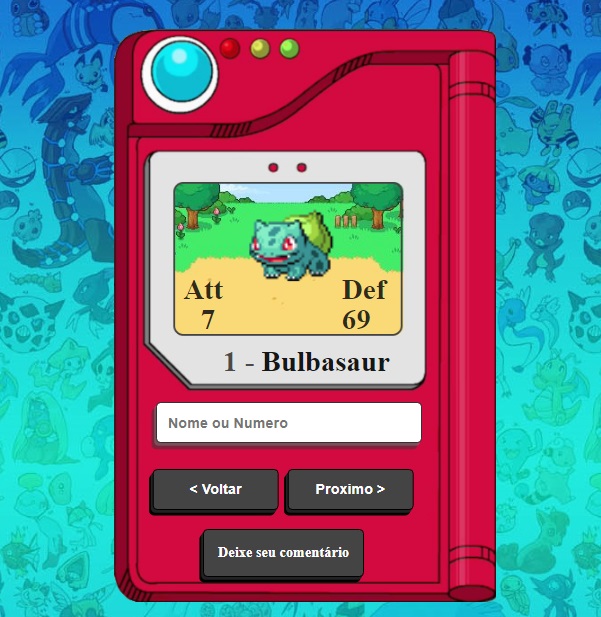 Att Def
7 69
1 - Bulbasaur
Nome ou Numero
< Voltar Proximo >
Deixe seu comentário